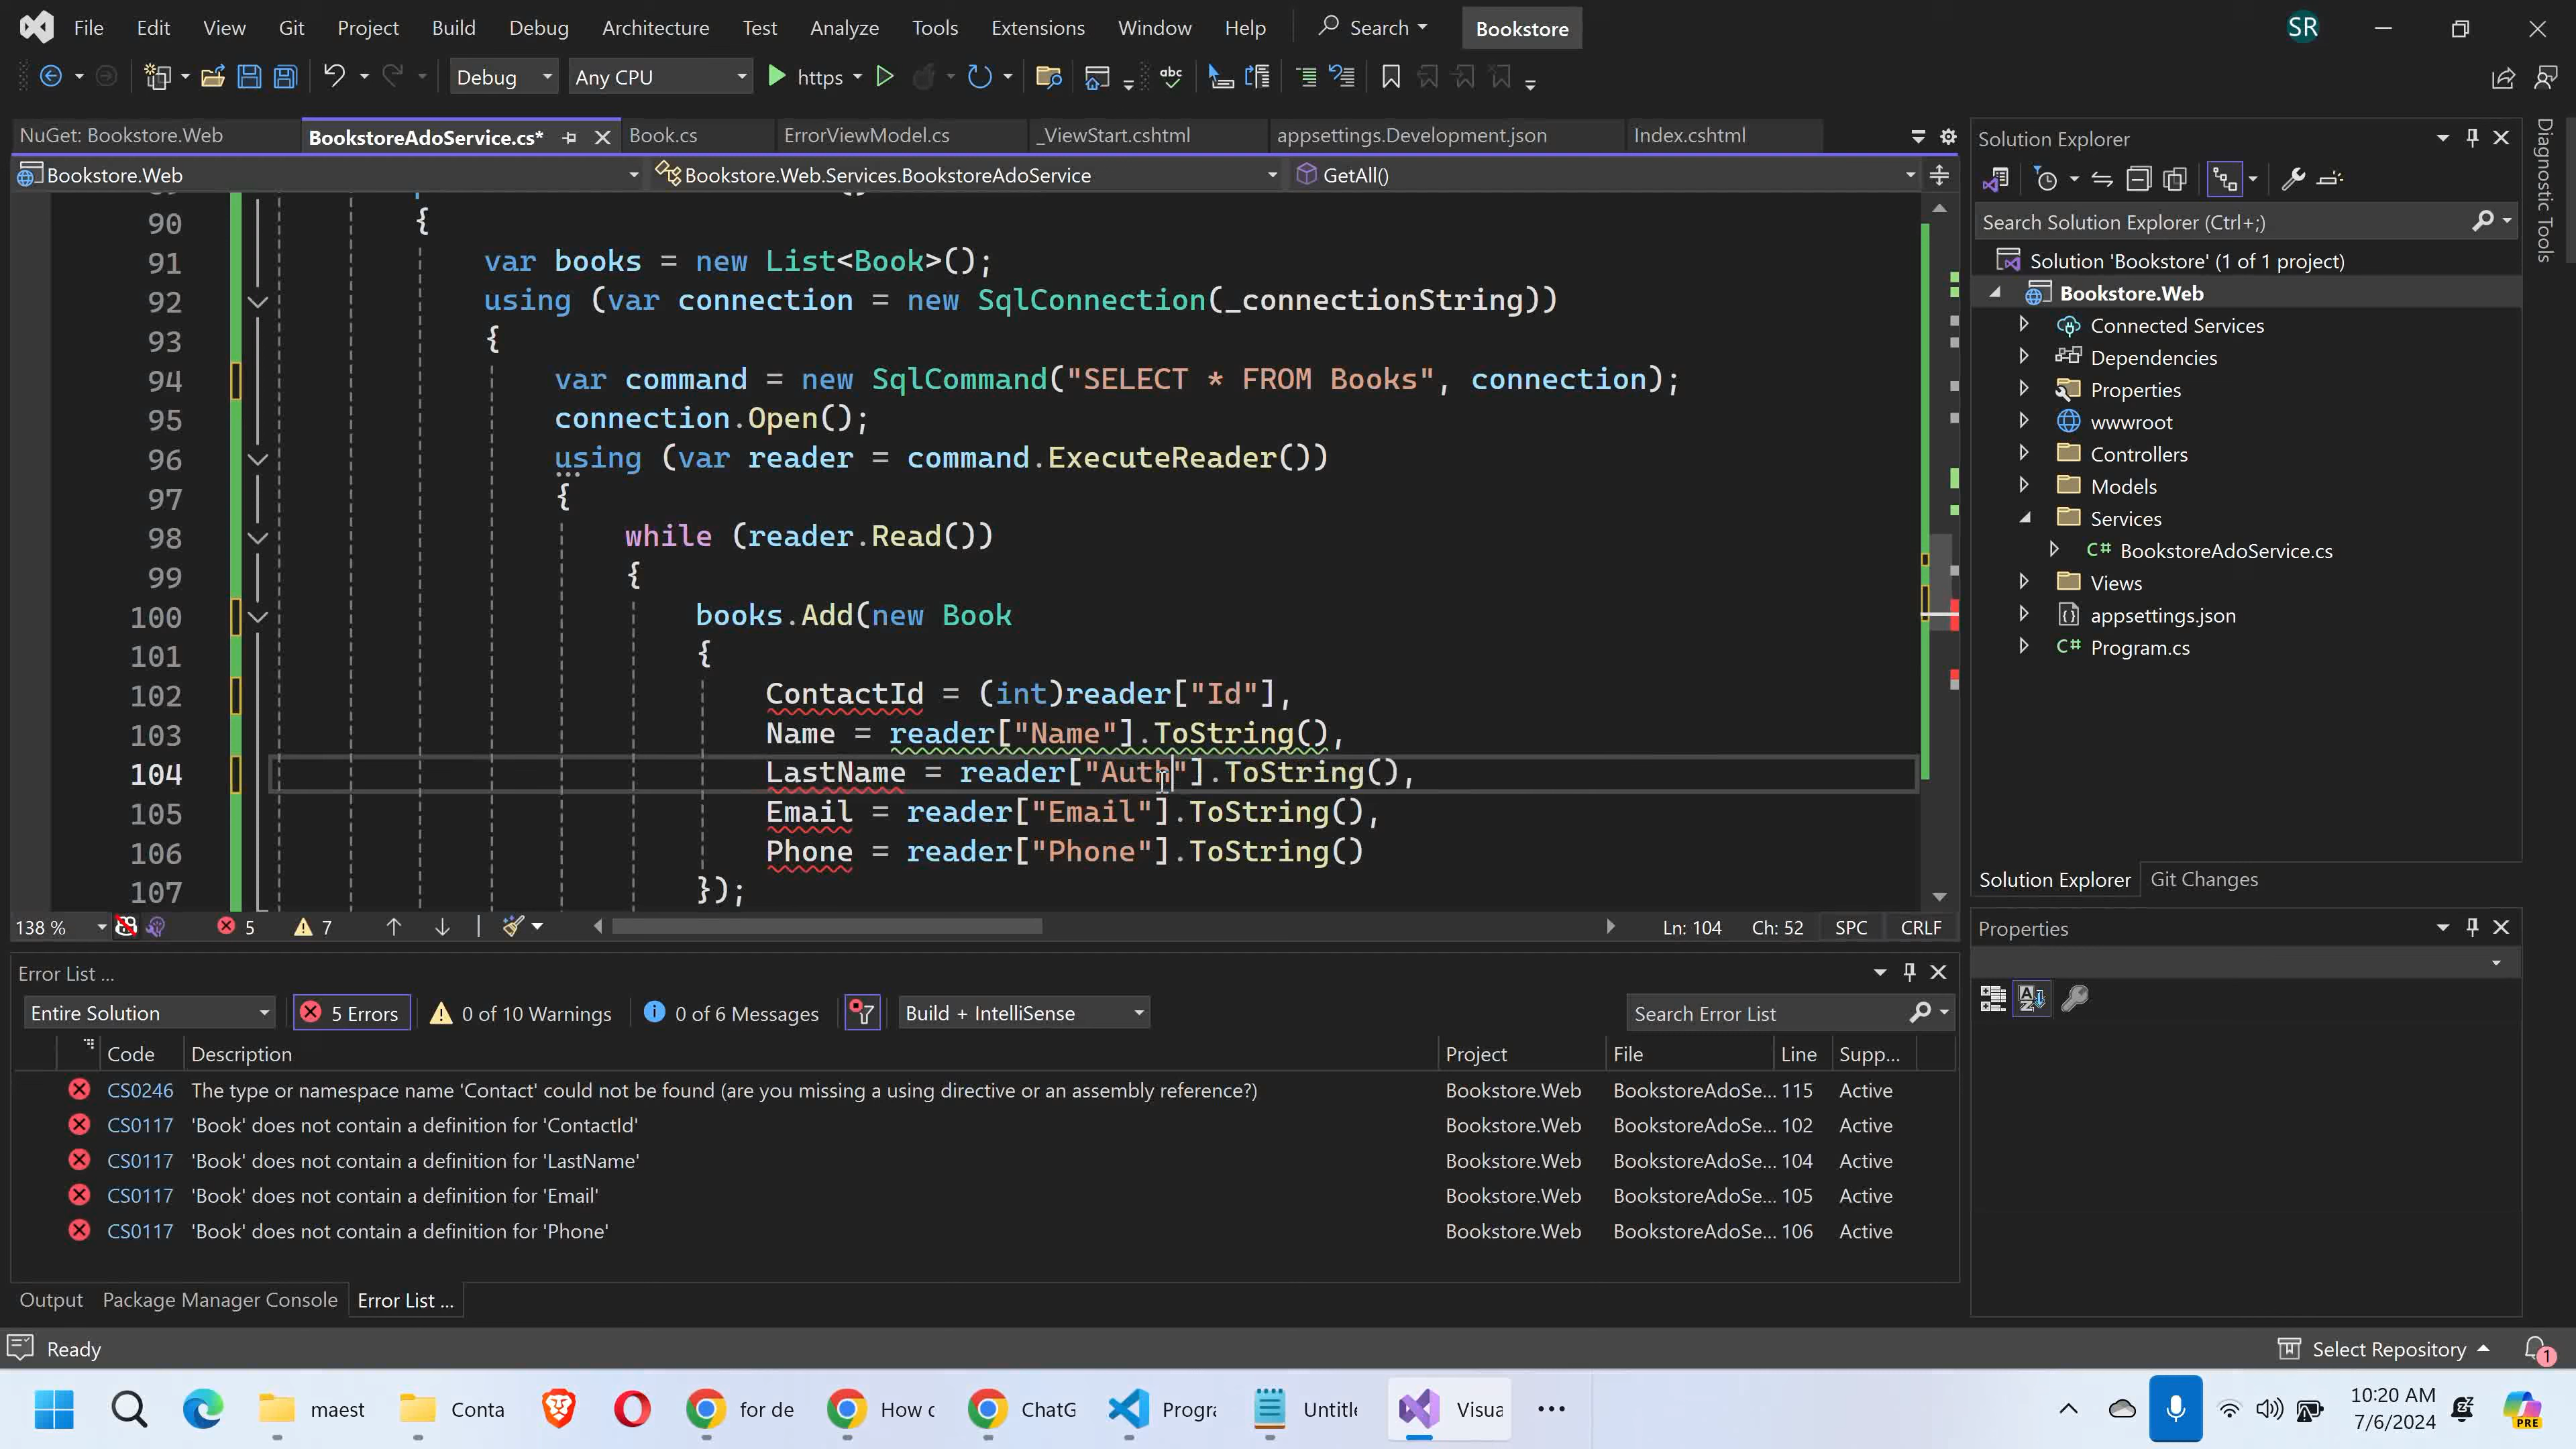 File Edit View Git Project Build Debug Architecture Test Analyze Tools Extensions Window Help Search Bookstore SR
Debug Any CPU https
NuGet: Bookstore.Web BookstoreAdoService.cs* Book.cs ErrorViewModel.cs _ViewStart.cshtml appsettings.Development.json Index.cshtml
Bookstore.Web Bookstore.Web.Services.BookstoreAdoService GetAll()
90 {
91 var books = new List<Book>();
92 using (var connection = new SqlConnection(_connectionString))
93 {
94 var command = new SqlCommand("SELECT * FROM Books", connection);
95 connection.Open();
96 using (var reader = command.ExecuteReader())
97 {
98 while (reader.Read())
99 {
100 books.Add(new Book
101 {
102 ContactId = (int)reader["Id"],
103 Name = reader["Name"].ToString(),
104 LastName = reader["Auth"].ToString(),
105 Email = reader["Email"].ToString(),
106 Phone = reader["Phone"].ToString()
107 });
138 % 5 7 Ln: 104 Ch: 52 SPC CRLF
Error List ...
Entire Solution 5 Errors 0 of 10 Warnings 0 of 6 Messages Build + IntelliSense Search Error List
Code Description Project File Line Supp...
CS0246 The type or namespace name 'Contact' could not be found (are you missing a using directive or an assembly reference?) Bookstore.Web BookstoreAdoSe... 115 Active
CS0117 'Book' does not contain a definition for 'ContactId' Bookstore.Web BookstoreAdoSe... 102 Active
CS0117 'Book' does not contain a definition for 'LastName' Bookstore.Web BookstoreAdoSe... 104 Active
CS0117 'Book' does not contain a definition for 'Email' Bookstore.Web BookstoreAdoSe... 105 Active
CS0117 'Book' does not contain a definition for 'Phone' Bookstore.Web BookstoreAdoSe... 106 Active
Output Package Manager Console Error List ...
Solution Explorer
Search Solution Explorer (Ctrl+;)
Solution 'Bookstore' (1 of 1 project)
Bookstore.Web
Connected Services
Dependencies
Properties
wwwroot
Controllers
Models
Services
C# BookstoreAdoService.cs
Views
appsettings.json
C# Program.cs
Solution Explorer Git Changes
Properties
Diagnostic Tools
Ready Select Repository 1
maest Conta for de How c ChatG Progra Untitle Visua
10:20 AM
7/6/2024
PRE